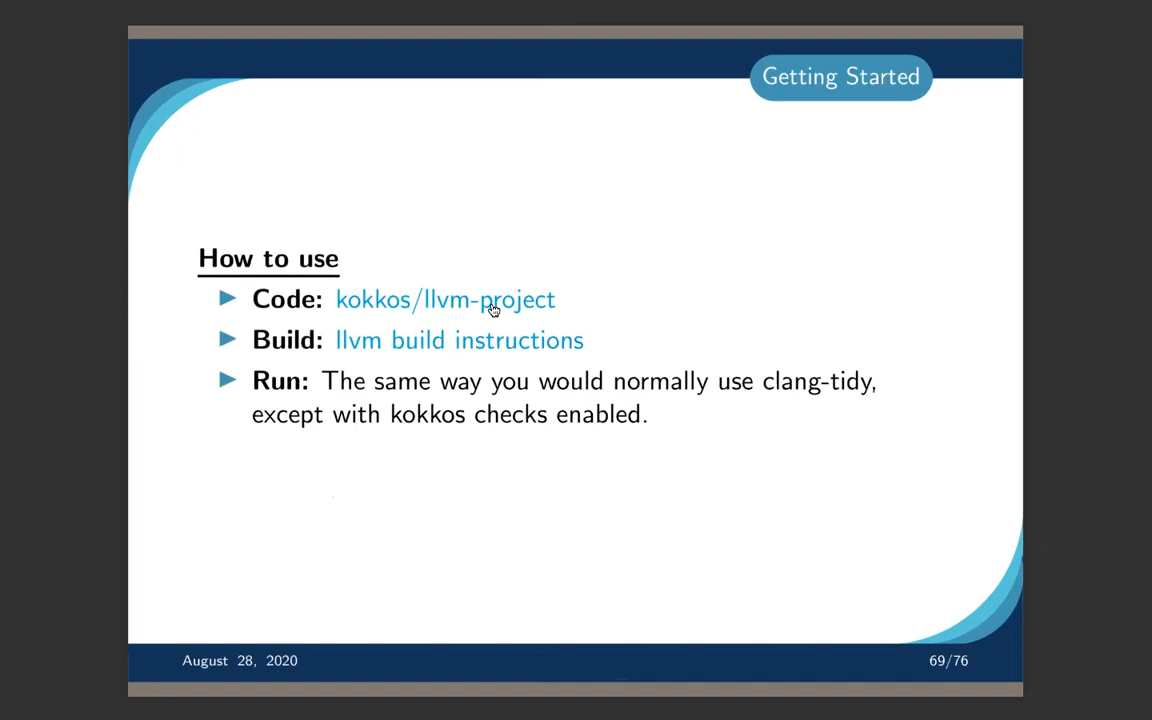 Getting Started
How to use
Code: kokkos/llvm-project
Build: llvm build instructions
Run: The same way you would normally use clang-tidy,
except with kokkos checks enabled.
August 28, 2020
69/76